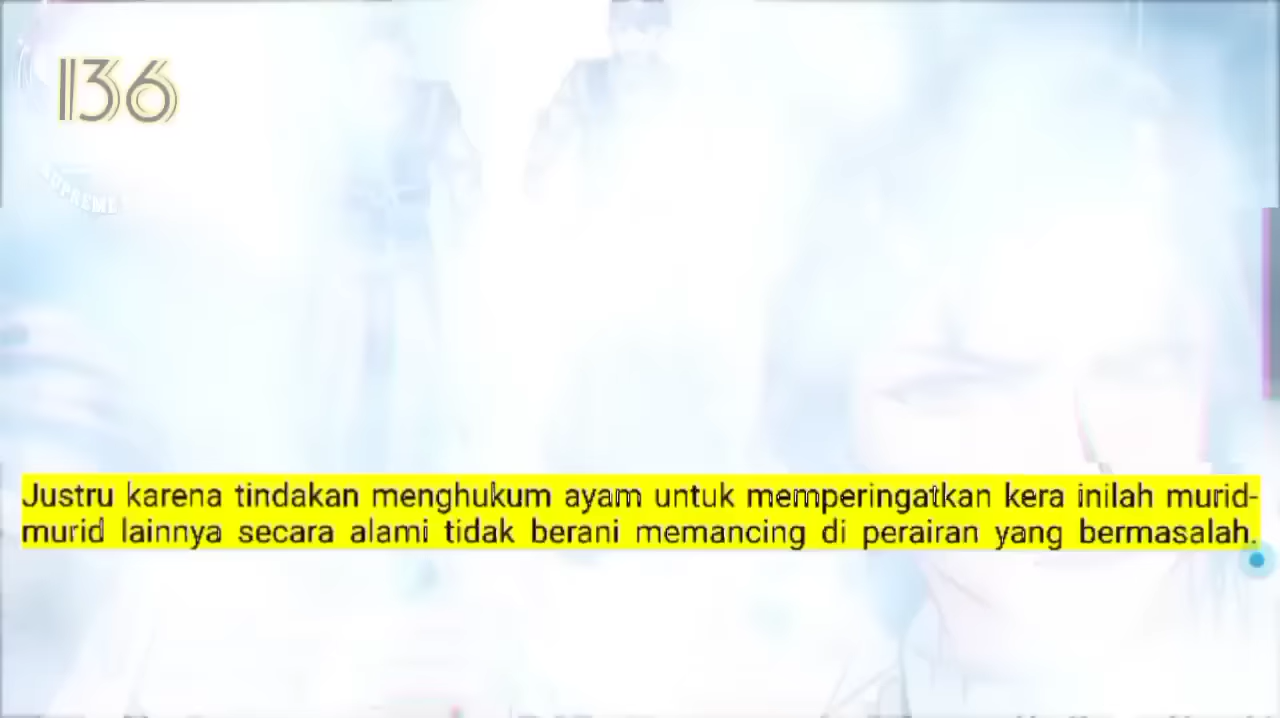 136
SUPREME
Justru karena tindakan menghukum ayam untuk memperingatkan kera inilah murid-
murid lainnya secara alami tidak berani memancing di perairan yang bermasalah.